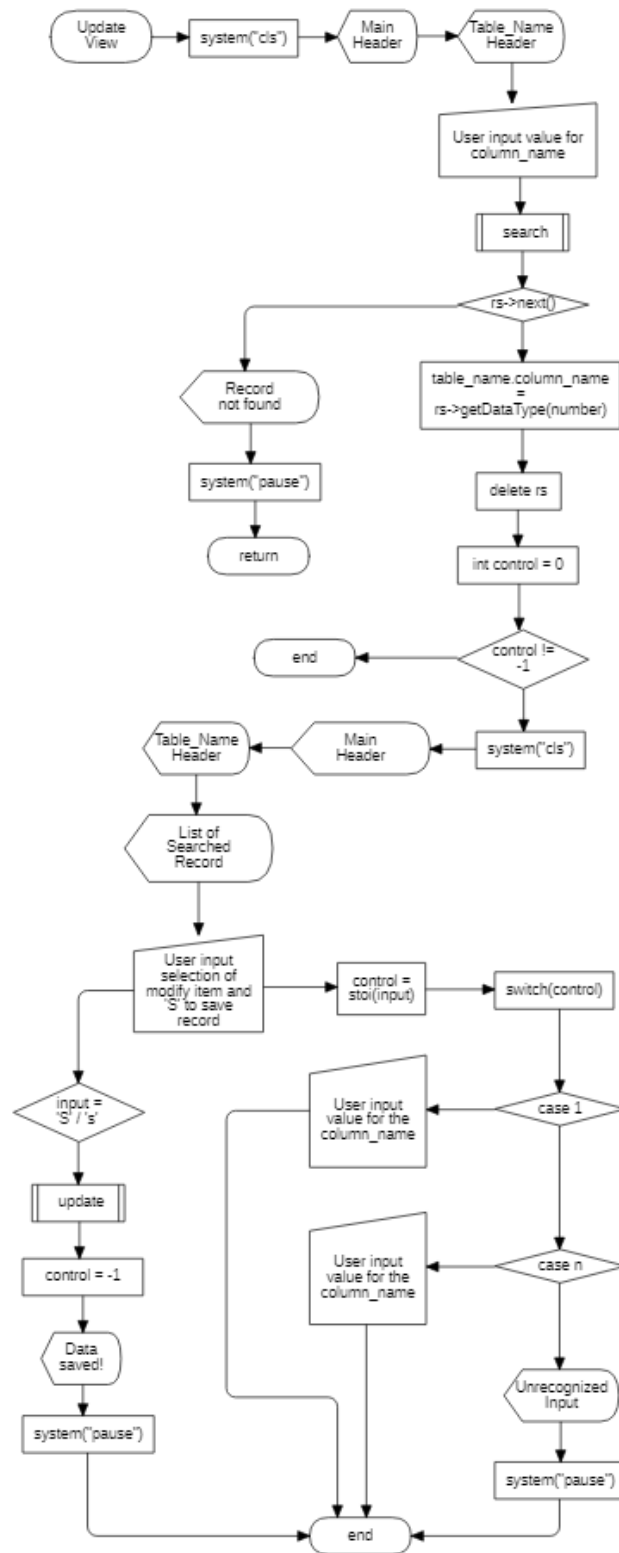 Update
View
system("cls")
Main
Header
Table_Name
Header
User input value for
column_name
search
rs->next()
Record
not found
table_name.column_name
=
rs->getDataType(number)
system("pause")
delete rs
return
int control = 0
end
control !=
-1
Table_Name
Header
Main
Header
system("cls")
List of
Searched
Record
User input
selection of
modify item and
'S' to save
record
control =
stoi(input)
switch(control)
input =
'S' / 's'
User input
value for the
column_name
case 1
update
control = -1
User input
value for the
column_name
case n
Data
saved!
Unrecognized
Input
system("pause")
system("pause")
end